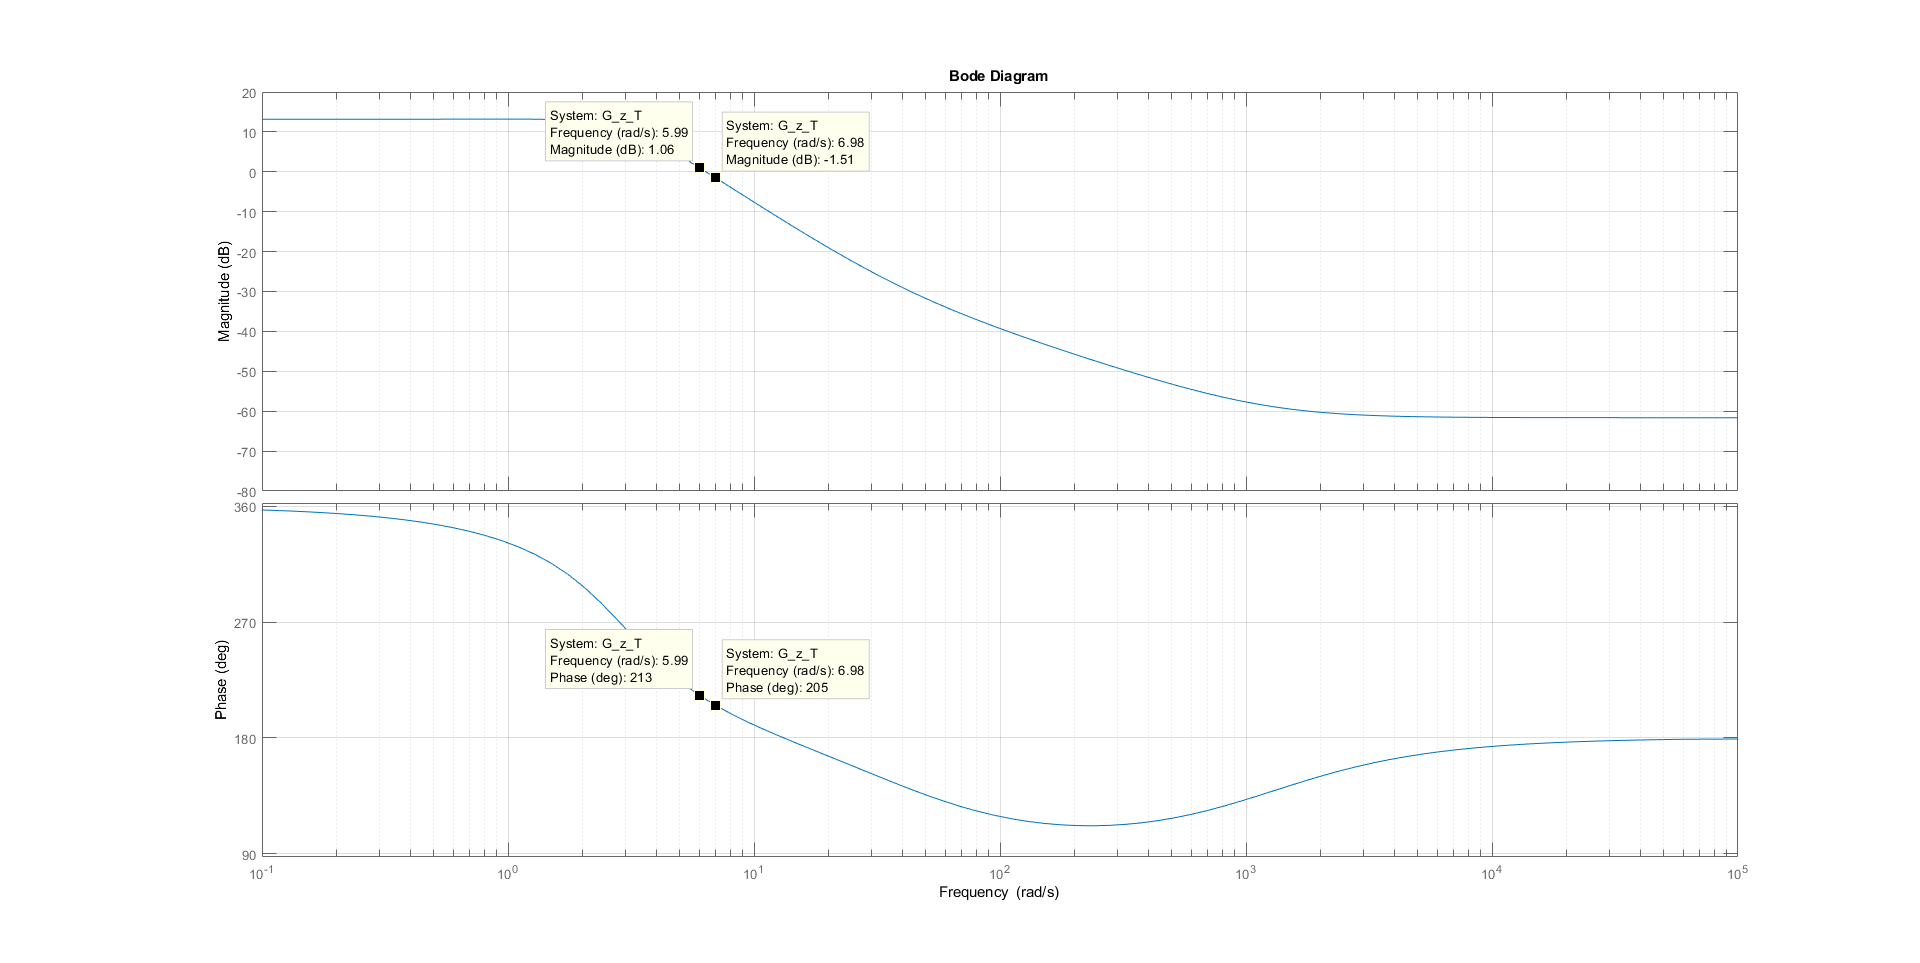 Bode Diagram
20
10
0
-10
-20
-30
-40
-50
-60
-70
-80
Magnitude (dB)
System: G_z_T
Frequency (rad/s): 5.99
Magnitude (dB): 1.06
System: G_z_T
Frequency (rad/s): 6.98
Magnitude (dB): -1.51
360
270
180
90
Phase (deg)
System: G_z_T
Frequency (rad/s): 5.99
Phase (deg): 213
System: G_z_T
Frequency (rad/s): 6.98
Phase (deg): 205
10^-1 10^0 10^1 10^2 10^3 10^4 10^5
Frequency (rad/s)